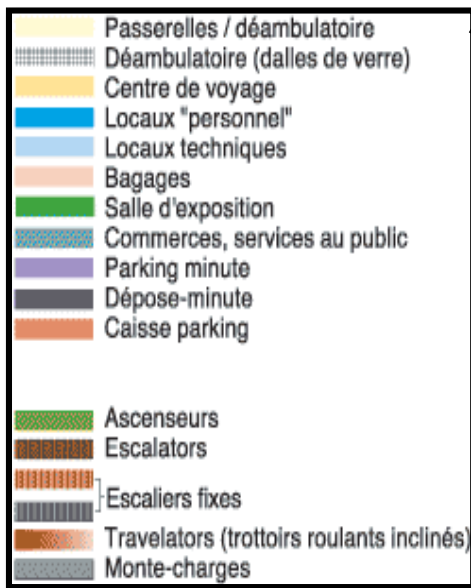 Passerelles / déambulatoire
Déambulatoire (dalles de verre)
Centre de voyage
Locaux "personnel"
Locaux techniques
Bagages
Salle d'exposition
Commerces, services au public
Parking minute
Dépose-minute
Caisse parking
Ascenseurs
Escalators
Escaliers fixes
Travelators (trottoirs roulants inclinés)
Monte-charges